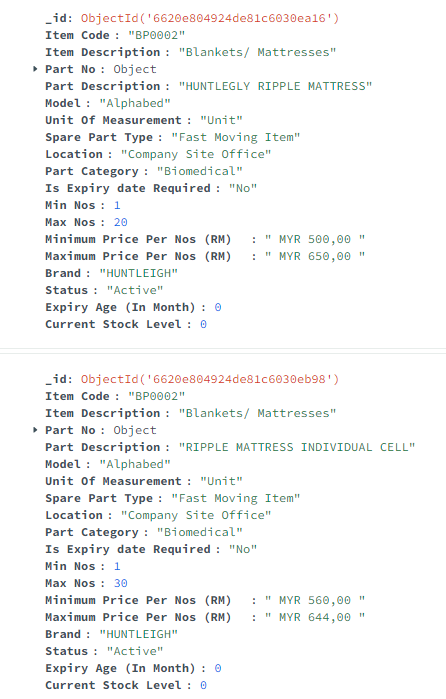 _id: ObjectId('6620e804924de81c6030ea16')
Item Code : "BP0002"
Item Description : "Blankets/ Mattresses"
Part No : Object
Part Description : "HUNTLEGLY RIPPLE MATTRESS"
Model : "Alphabed"
Unit Of Measurement : "Unit"
Spare Part Type : "Fast Moving Item"
Location : "Company Site Office"
Part Category : "Biomedical"
Is Expiry date Required : "No"
Min Nos : 1
Max Nos : 20
Minimum Price Per Nos (RM) : " MYR 500,00 "
Maximum Price Per Nos (RM) : " MYR 650,00 "
Brand : "HUNTLEIGH"
Status : "Active"
Expiry Age (In Month) : 0
Current Stock Level : 0
_id: ObjectId('6620e804924de81c6030eb98')
Item Code : "BP0002"
Item Description : "Blankets/ Mattresses"
Part No : Object
Part Description : "RIPPLE MATTRESS INDIVIDUAL CELL"
Model : "Alphabed"
Unit Of Measurement : "Unit"
Spare Part Type : "Fast Moving Item"
Location : "Company Site Office"
Part Category : "Biomedical"
Is Expiry date Required : "No"
Min Nos : 1
Max Nos : 30
Minimum Price Per Nos (RM) : " MYR 560,00 "
Maximum Price Per Nos (RM) : " MYR 644,00 "
Brand : "HUNTLEIGH"
Status : "Active"
Expiry Age (In Month) : 0
Current Stock Level : 0